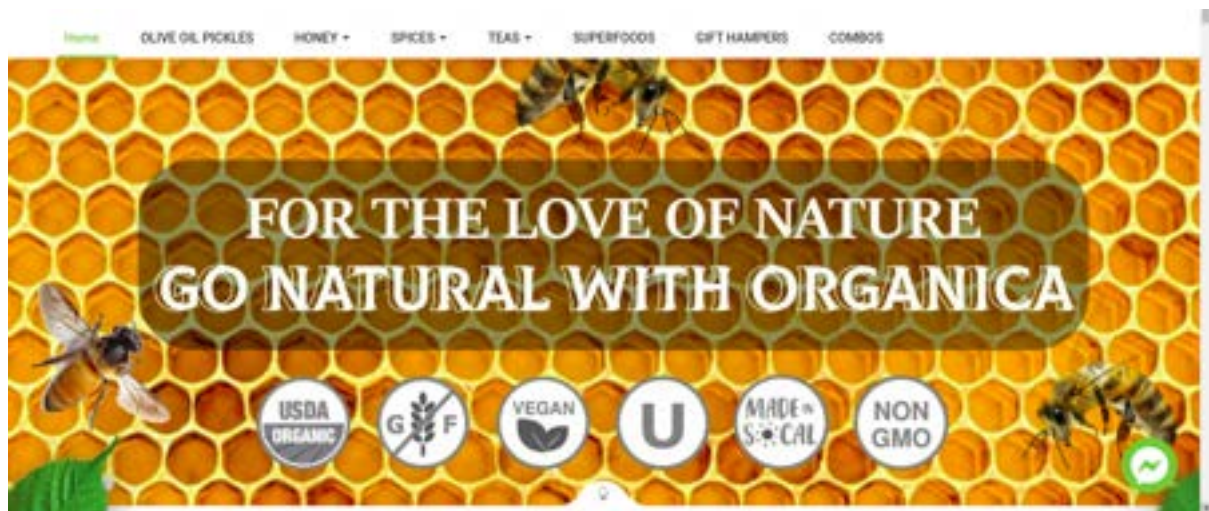 Home OLIVE OIL PICKLES HONEY SPICES TEAS SUPERFOODS GIFT HAMPERS COMBOS
FOR THE LOVE OF NATURE
GO NATURAL WITH ORGANICA
USDA ORGANIC
G F
VEGAN
U
MADE IN SOCAL
NON GMO